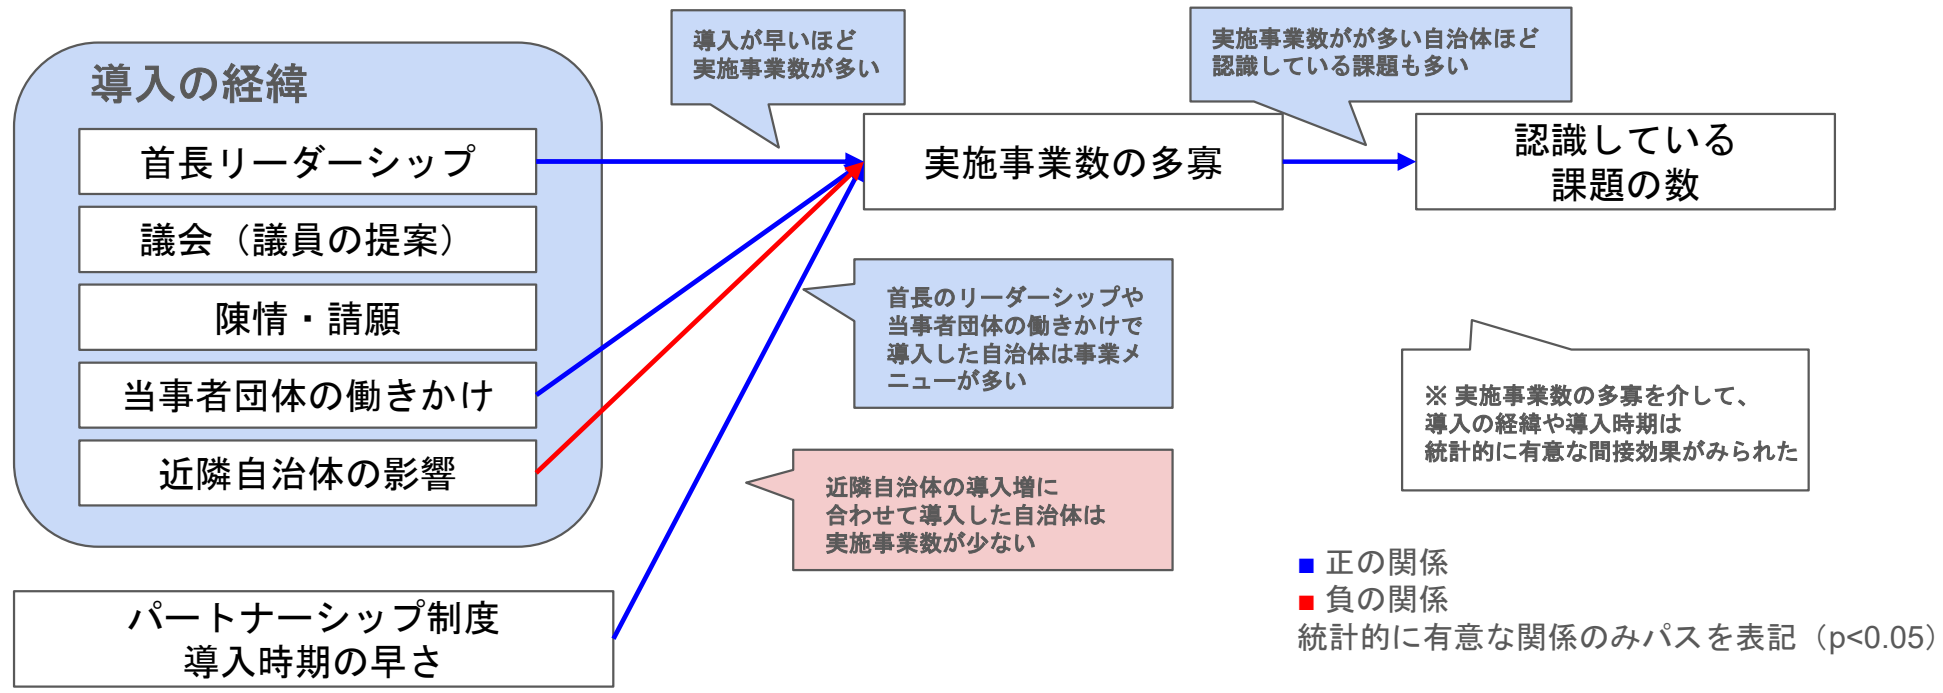 導入の経緯
首長リーダーシップ
議会（議員の提案）
陳情・請願
当事者団体の働きかけ
近隣自治体の影響
パートナーシップ制度
導入時期の早さ
導入が早いほど
実施事業数が多い
実施事業数の多寡
首長のリーダーシップや
当事者団体の働きかけで
導入した自治体は事業メ
ニューが多い
近隣自治体の導入増に
合わせて導入した自治体は
実施事業数が少ない
実施事業数がが多い自治体ほど
認識している課題も多い
認識している
課題の数
※ 実施事業数の多寡を介して、
導入の経緯や導入時期は
統計的に有意な間接効果がみられた
■ 正の関係
■ 負の関係
統計的に有意な関係のみパスを表記（p<0.05）